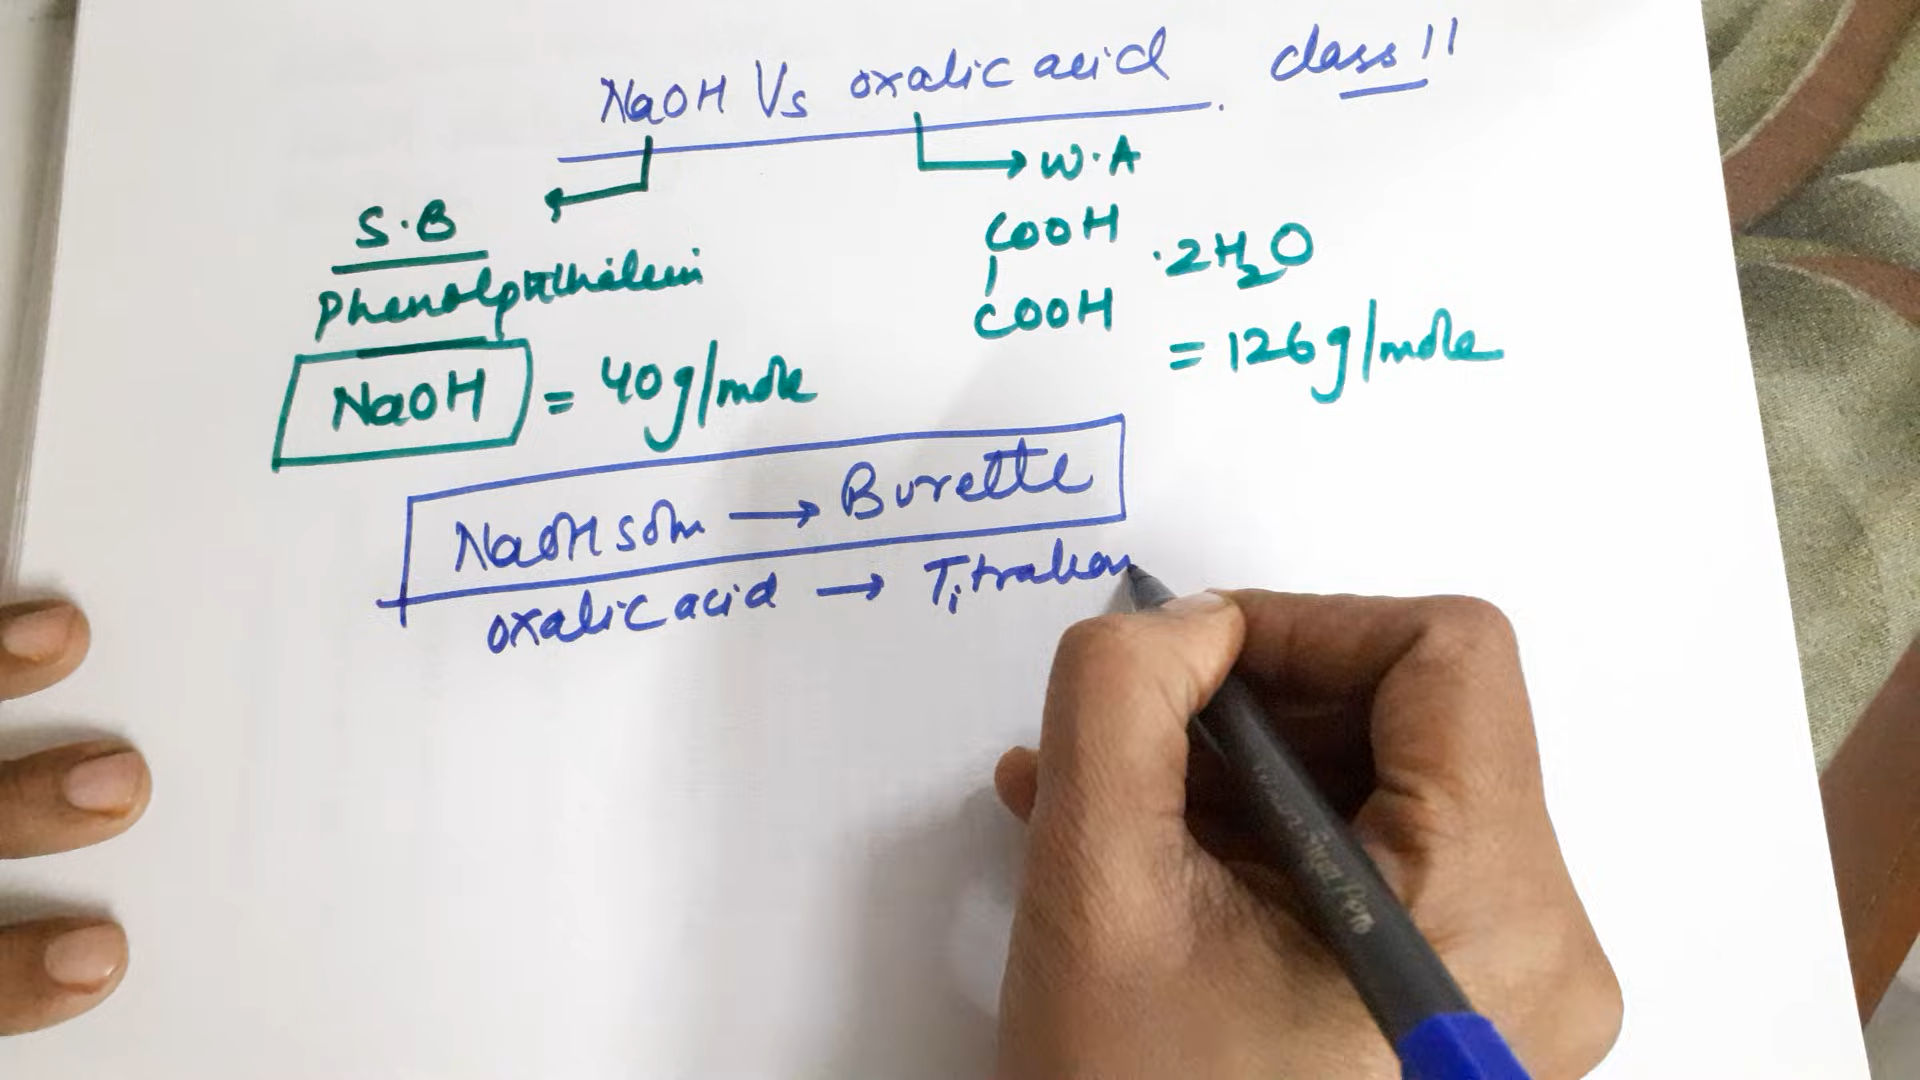 NaOH Vs oxalic acid. class 11
S.B
W.A
Phenolphthalein
COOH
COOH
.2H2O
= 126g/mole
NaOH = 40g/mole
NaOH soln → Burette
oxalic acid → Titration